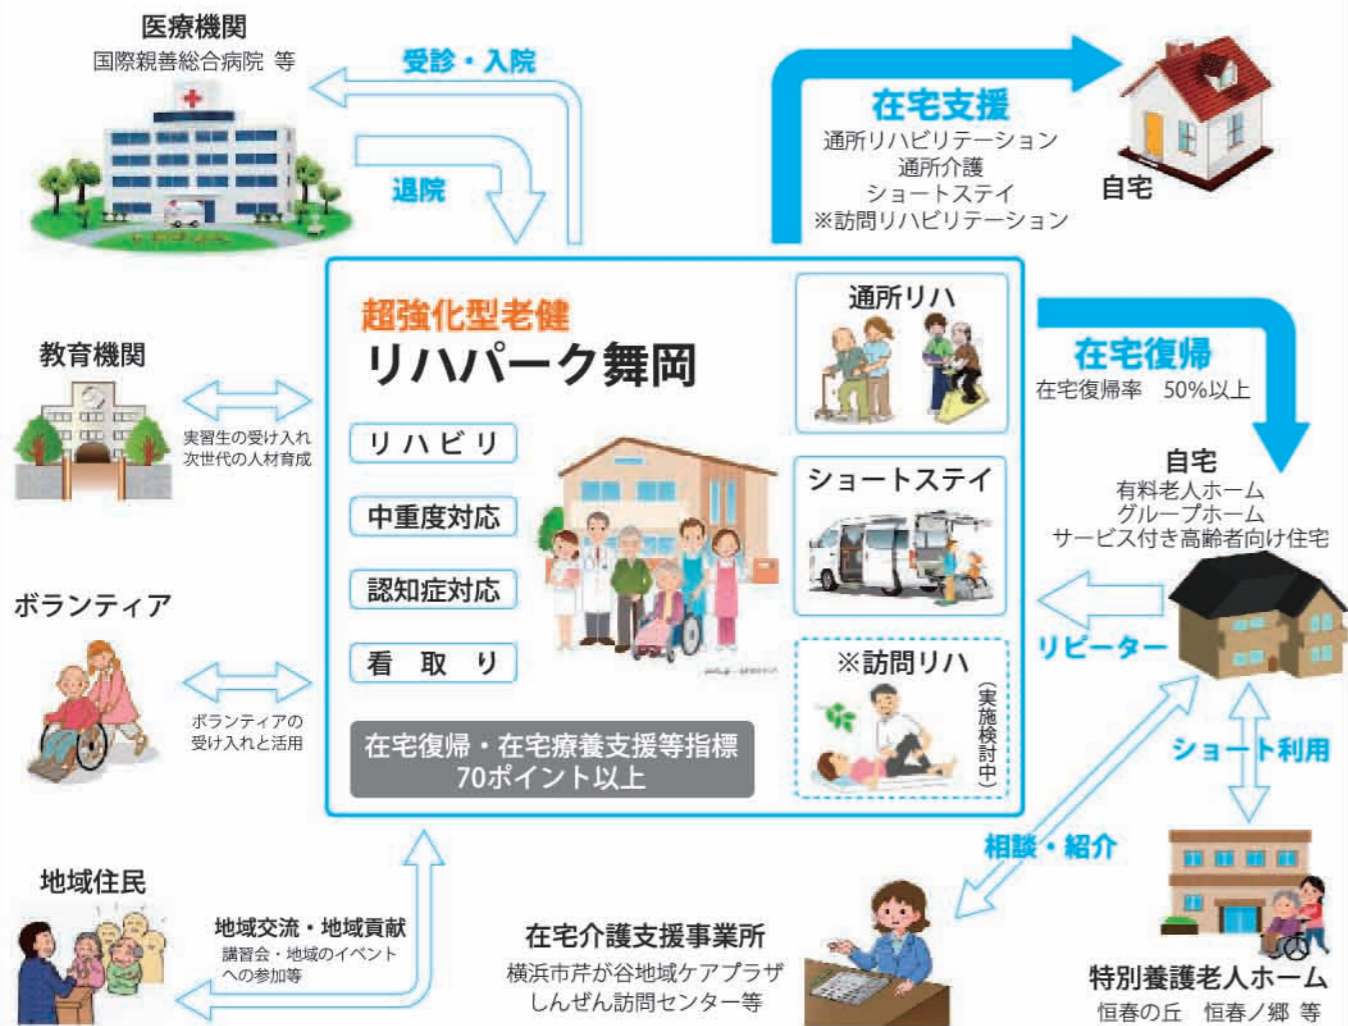 医療機関
国際親善総合病院 等
受診・入院
退院
在宅支援
通所リハビリテーション
通所介護
ショートステイ
※訪問リハビリテーション
自宅
超強化型老健
リハパーク舞岡
リハビリ
中重度対応
認知症対応
看 取 り
在宅復帰・在宅療養支援等指標
70ポイント以上
通所リハ
ショートステイ
※訪問リハ
（実施検討中）
在宅復帰
在宅復帰率 50%以上
自宅
有料老人ホーム
グループホーム
サービス付き高齢者向け住宅
リピーター
ショート利用
相談・紹介
教育機関
実習生の受け入れ
次世代の人材育成
ボランティア
ボランティアの
受け入れと活用
地域住民
地域交流・地域貢献
講習会・地域のイベント
への参加等
在宅介護支援事業所
横浜市芹が谷地域ケアプラザ
しんぜん訪問センター等
特別養護老人ホーム
恒春の丘 恒春ノ郷 等